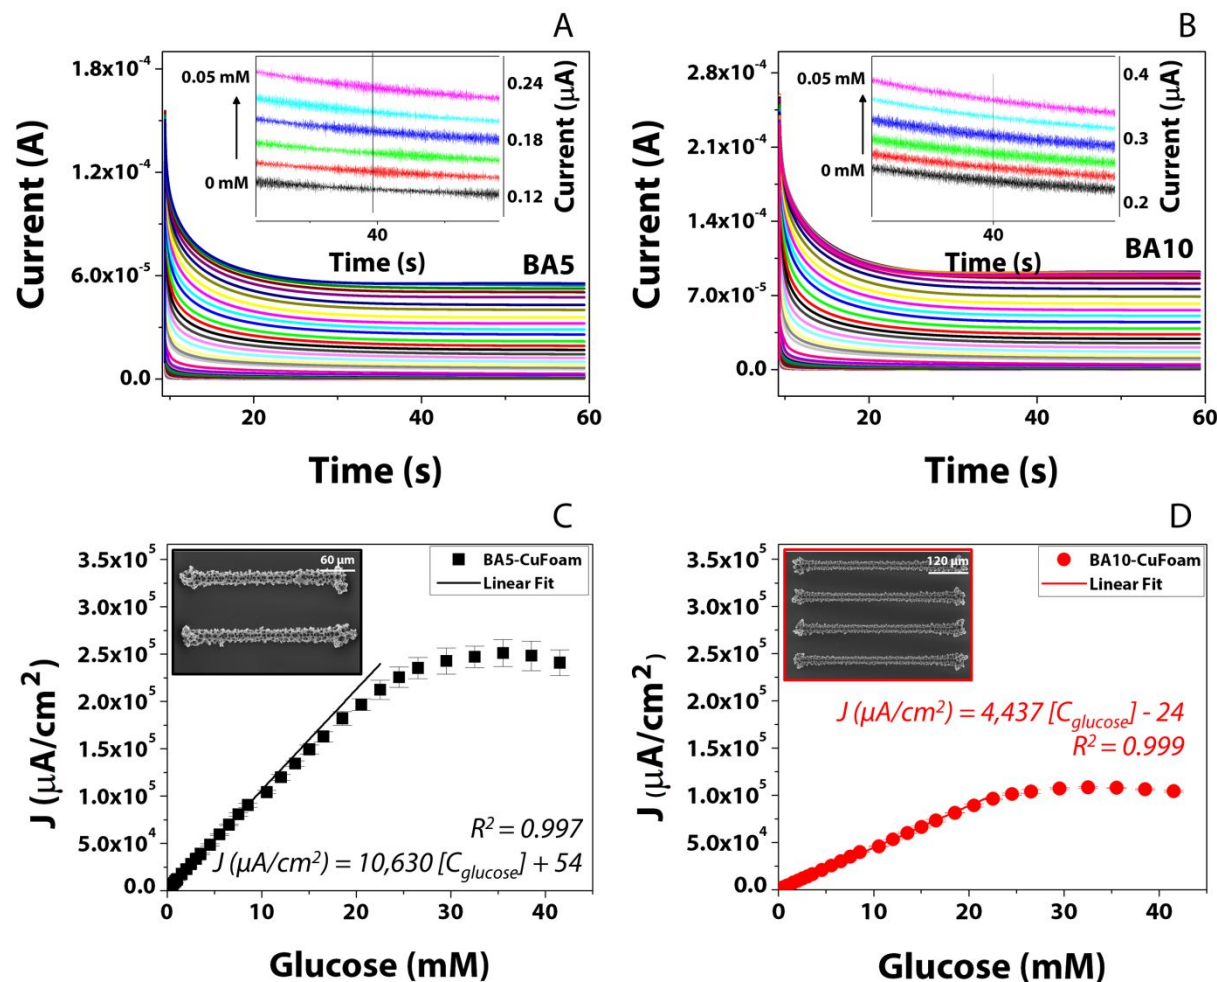 A
1.8x10⁻⁴
1.2x10⁻⁴
6.0x10⁻⁵
0.0
Current (A)
0.05 mM
0 mM
0.24
0.18
0.12
Current (μA)
40
Time (s)
BA5
20
40
60
Time (s)
B
2.8x10⁻⁴
2.1x10⁻⁴
1.4x10⁻⁴
7.0x10⁻⁵
0.0
Current (A)
0.05 mM
0 mM
0.4
0.3
0.2
Current (μA)
40
Time (s)
BA10
20
40
60
Time (s)
C
3.5x10⁵
3.0x10⁵
2.5x10⁵
2.0x10⁵
1.5x10⁵
1.0x10⁵
5.0x10⁴
0.0
J (μA/cm²)
60 μm
BA5-CuFoam
Linear Fit
R² = 0.997
J (μA/cm²) = 10,630 [C_glucose] + 54
0
10
20
30
40
Glucose (mM)
D
3.5x10⁵
3.0x10⁵
2.5x10⁵
2.0x10⁵
1.5x10⁵
1.0x10⁵
5.0x10⁴
0.0
J (μA/cm²)
120 μm
BA10-CuFoam
Linear Fit
J (μA/cm²) = 4,437 [C_glucose] - 24
R² = 0.999
0
10
20
30
40
Glucose (mM)